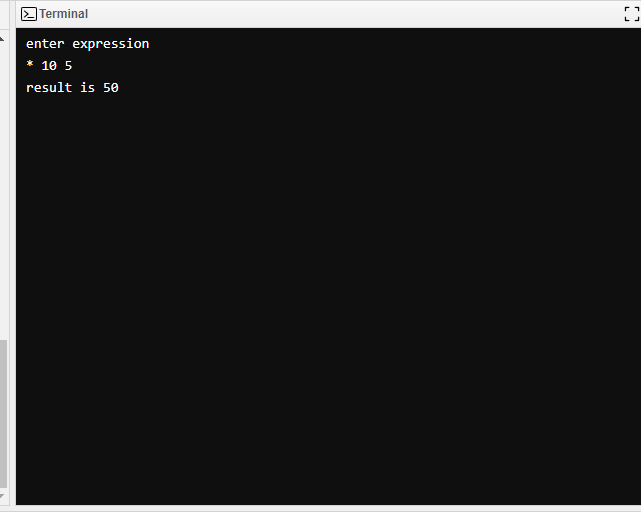 Terminal
enter expression
* 10 5
result is 50